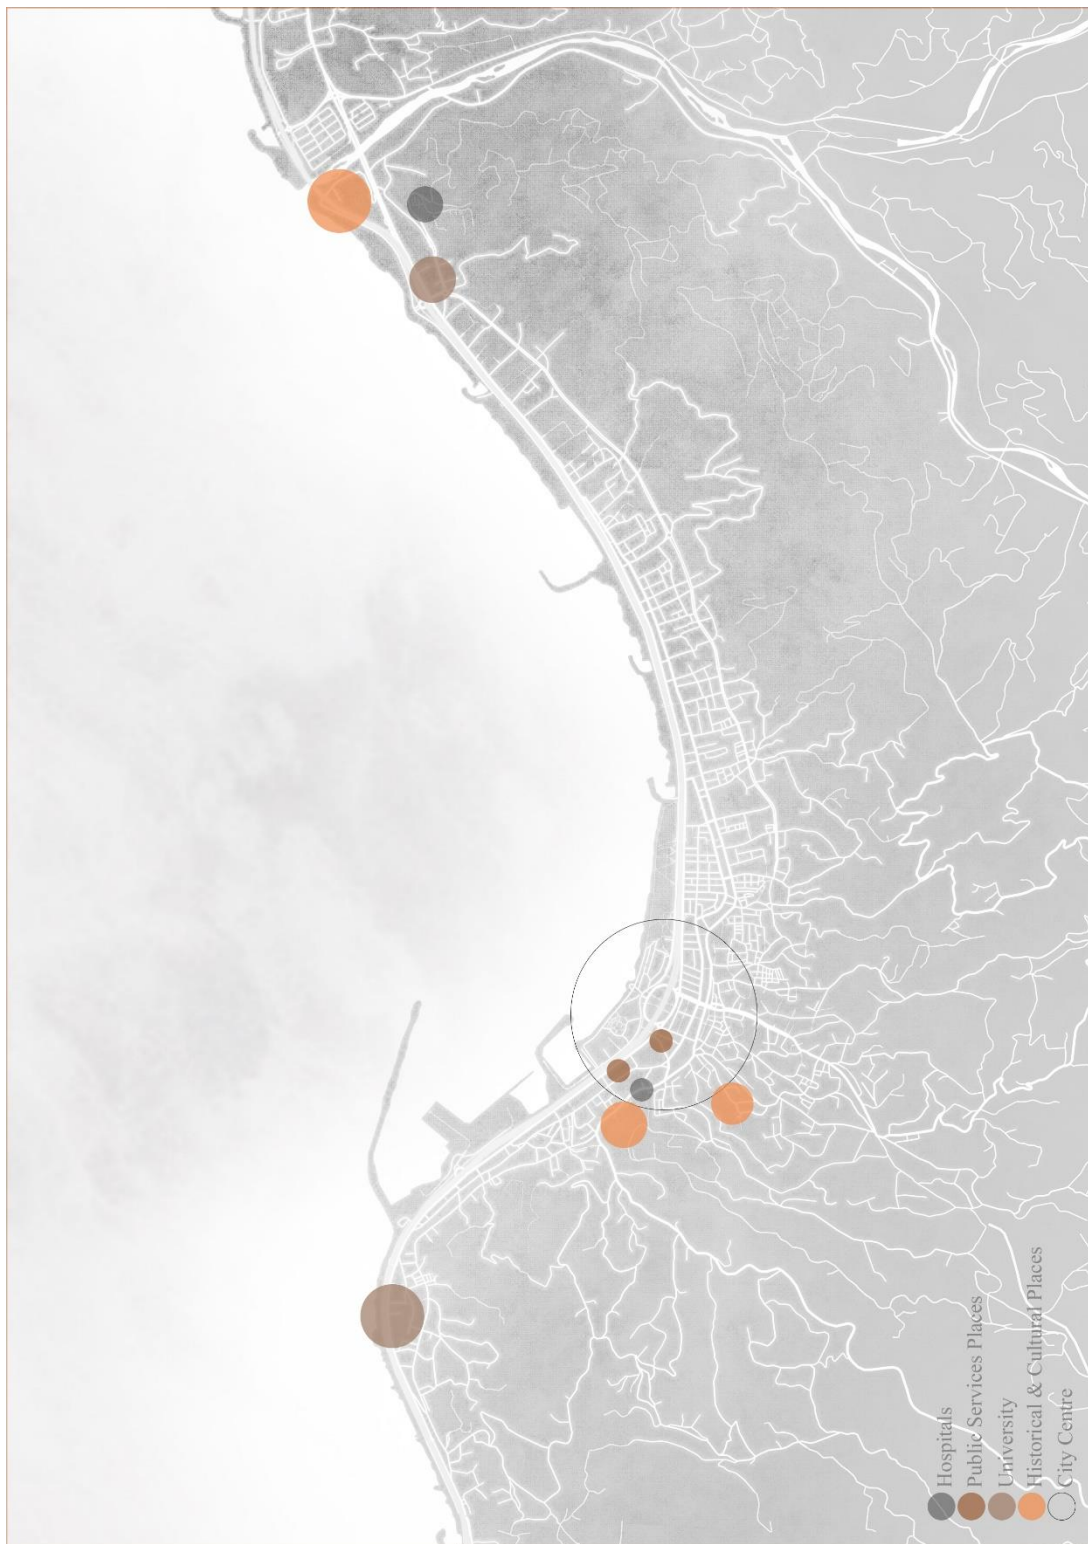 Hospitals
Public Services Places
University
Historical & Cultural Places
City Centre